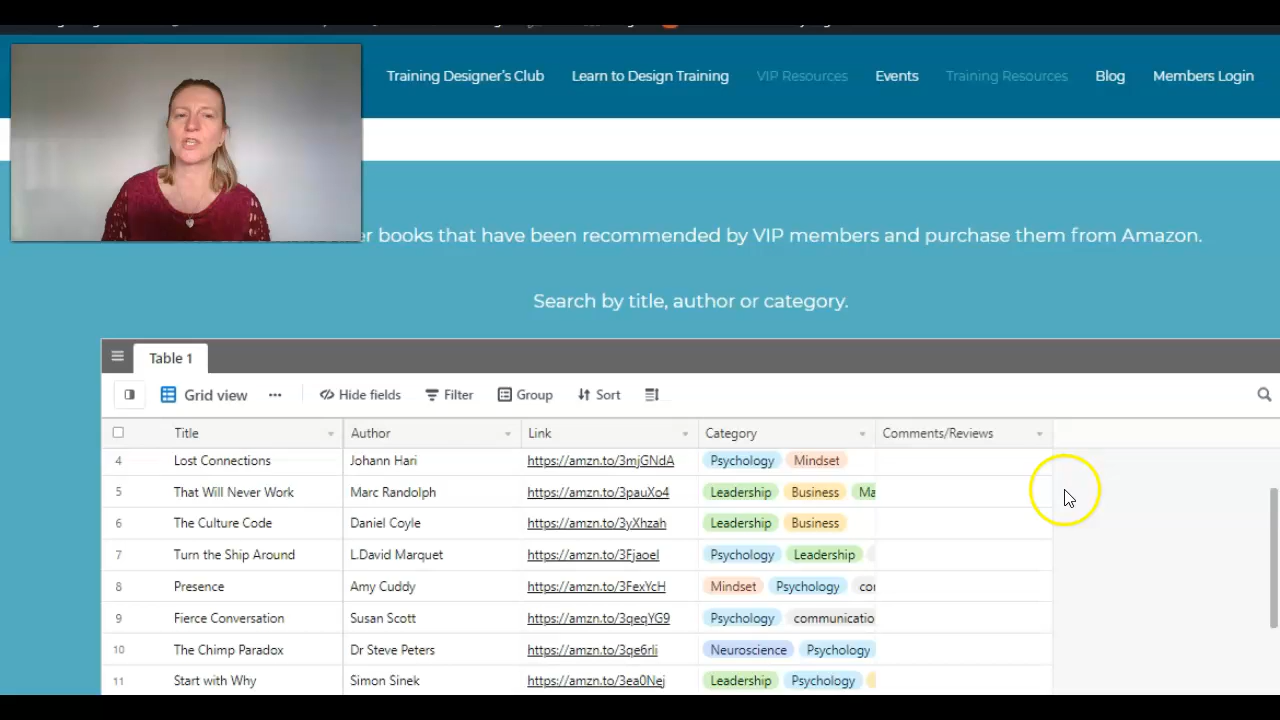 Training Designer's Club Learn to Design Training VIP Resources Events Training Resources Blog Members Login
books that have been recommended by VIP members and purchase them from Amazon.
Search by title, author or category.
Table 1
Grid view ... Hide fields Filter Group Sort
Title Author Link Category Comments/Reviews
4 Lost Connections Johann Hari https://amzn.to/3mjGNdA Psychology Mindset
5 That Will Never Work Marc Randolph https://amzn.to/3pauXo4 Leadership Business Ma
6 The Culture Code Daniel Coyle https://amzn.to/3yXhzah Leadership Business
7 Turn the Ship Around L.David Marquet https://amzn.to/3Fjaoel Psychology Leadership
8 Presence Amy Cuddy https://amzn.to/3FexYcH Mindset Psychology cor
9 Fierce Conversation Susan Scott https://amzn.to/3qeqYG9 Psychology communicatio
10 The Chimp Paradox Dr Steve Peters https://amzn.to/3qe6rli Neuroscience Psychology
11 Start with Why Simon Sinek https://amzn.to/3ea0Nej Leadership Psychology